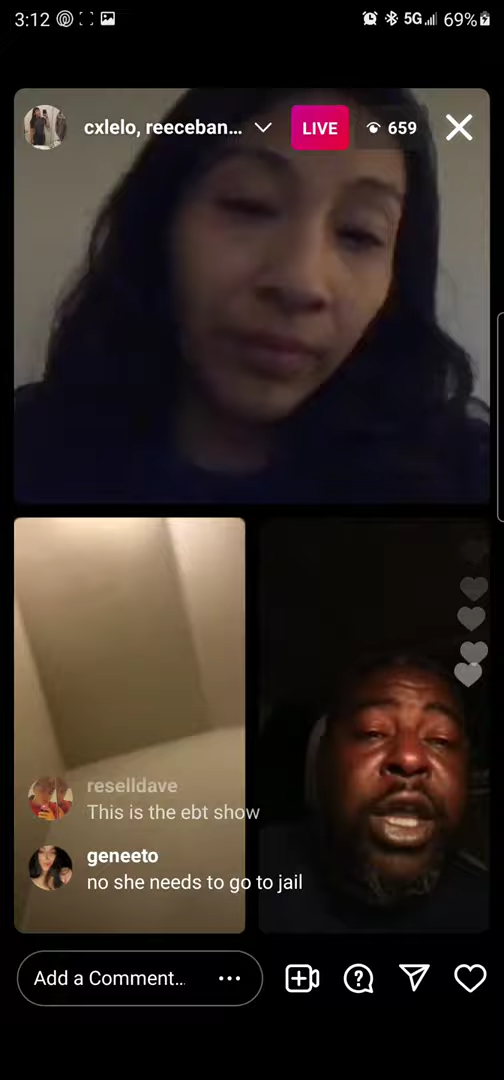 3:12 5G 69%
cxlelo, reeceban... LIVE 659
reselldave
This is the ebt show
geneeto
no she needs to go to jail
Add a Comment...